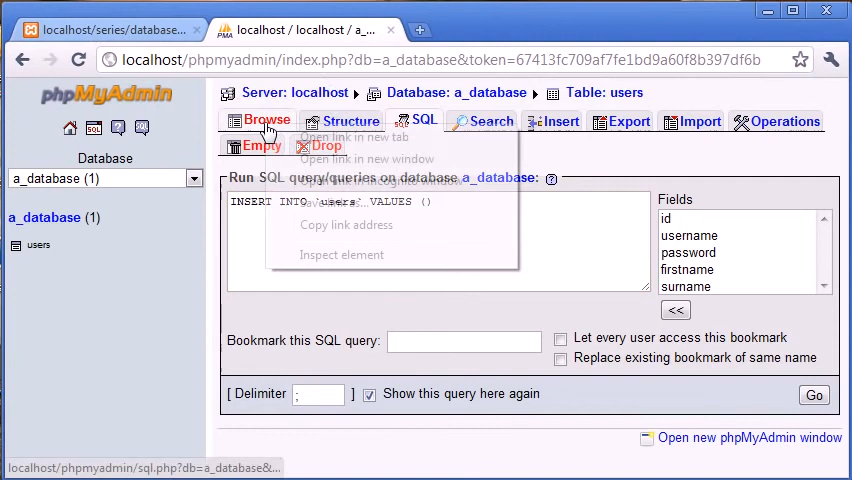 localhost/series/database...
localhost / localhost / a_...
localhost/phpmyadmin/index.php?db=a_database&token=67413fc709af7fe1bd9a60f8b397df6b
phpMyAdmin
Server: localhost
Database: a_database
Table: users
Browse
Structure
SQL
Search
Insert
Export
Import
Operations
Empty
Drop
Database
a_database (1)
a_database (1)
users
Open link in new tab
Open link in new window
Open link in incognito window
Save link as...
Copy link address
Inspect element
Run SQL query/queries on database a_database:
INSERT INTO `users` VALUES ()
Fields
id
username
password
firstname
surname
<<
Bookmark this SQL query:
Let every user access this bookmark
Replace existing bookmark of same name
[ Delimiter ; ]
Show this query here again
Go
Open new phpMyAdmin window
localhost/phpmyadmin/sql.php?db=a_database&...